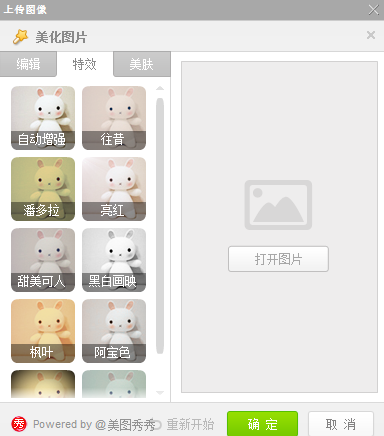 上传图像
美化图片
编辑 特效 美肤
自动增强 往昔
潘多拉 亮红
甜美可人 黑白画映
枫叶 阿宝色
打开图片
秀 Powered by @美图秀秀 重新开始 确定 取消